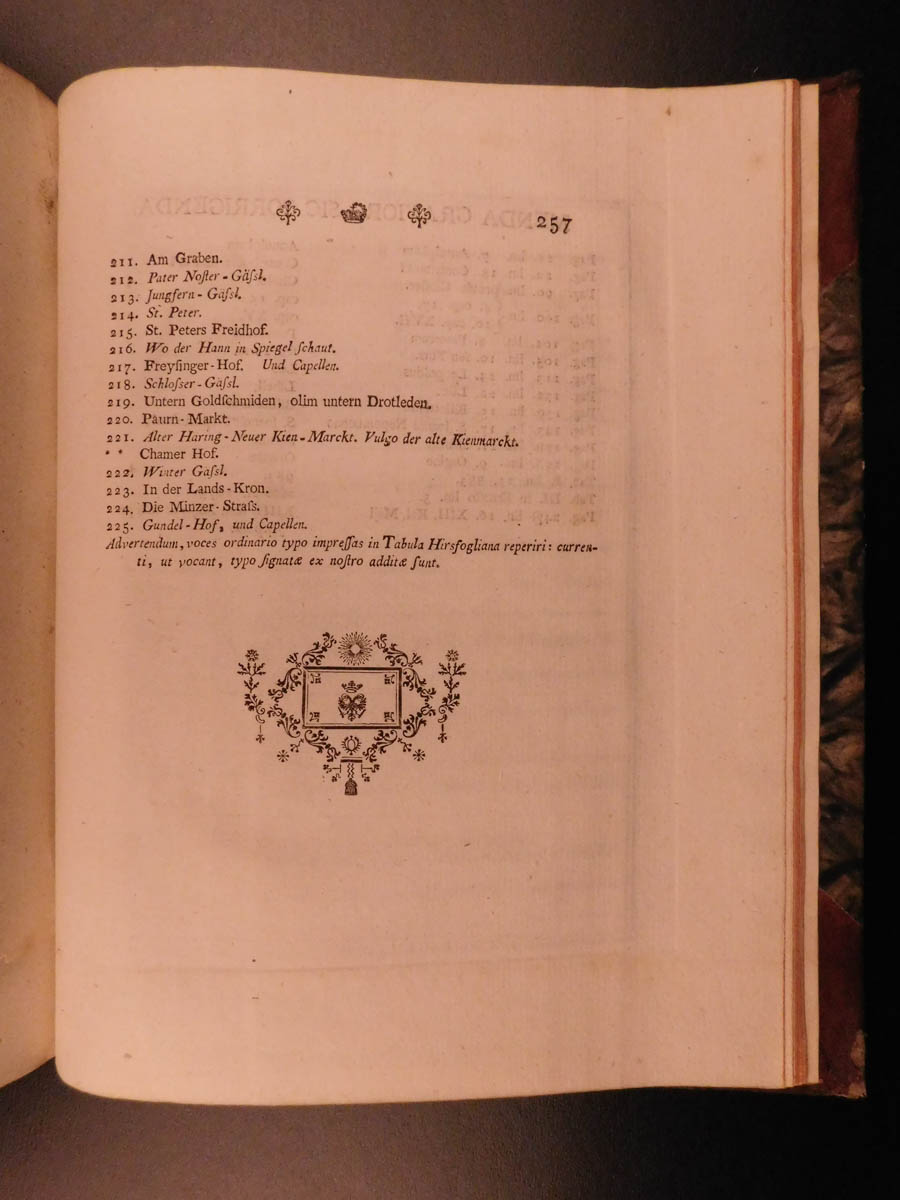 257
211. Am Graben.
212. Pater Noſter-Gäſsl.
213. Jungfern-Gäſsl.
214. St. Peter.
215. St. Peters Freidhof.
216. Wo der Hann in Spiegel ſchaut.
217. Freyſinger-Hof. Und Capellen.
218. Schloſser-Gäſsl.
219. Untern Goldſchmiden, olim untern Drotleden.
220. Päurn-Markt.
221. Alter Haring-Neuer Kien-Marckt. Vulgo der alte Kienmarckt.
* * Chamer Hof.
222. Winter Gaſsl.
223. In der Lands-Kron.
224. Die Minzer-Straſs.
225. Gundel-Hof, und Capellen.
Advertendum, voces ordinario typo impreſſas in Tabula Hirsfogliana reperiri: curren-
ti, ut vocant, typo ſignatæ ex noſtro additæ ſunt.